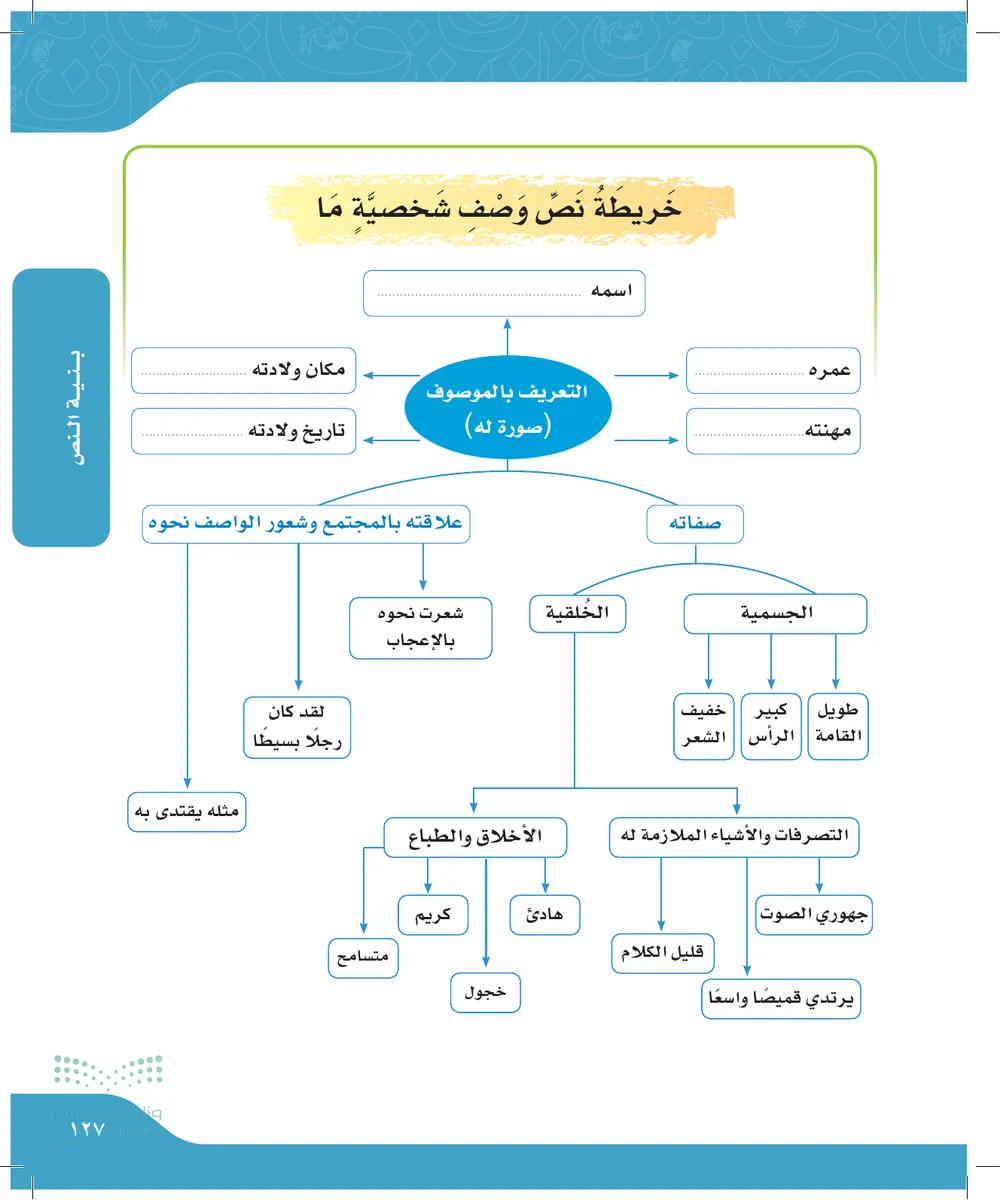 خَريطَةُ نَصِّ وَصْفِ شَخصيَّةٍ مَا
اسمه ......................................................
عمره ............................
مكان ولادته ...........................
التعريف بالموصوف
(صورة له)
مهنته............................
تاريخ ولادته ..........................
بنية النص
صفاته
علاقته بالمجتمع وشعور الواصف نحوه
الجسمية
الخُلقية
شعرت نحوه
بالإعجاب
طويل
القامة
كبير
الرأس
خفيف
الشعر
لقد كان
رجلًا بسيطًا
مثله يقتدى به
التصرفات والأشياء الملازمة له
الأخلاق والطباع
جهوري الصوت
قليل الكلام
يرتدي قميصًا واسعًا
هادئ
كريم
خجول
متسامح
١٢٧